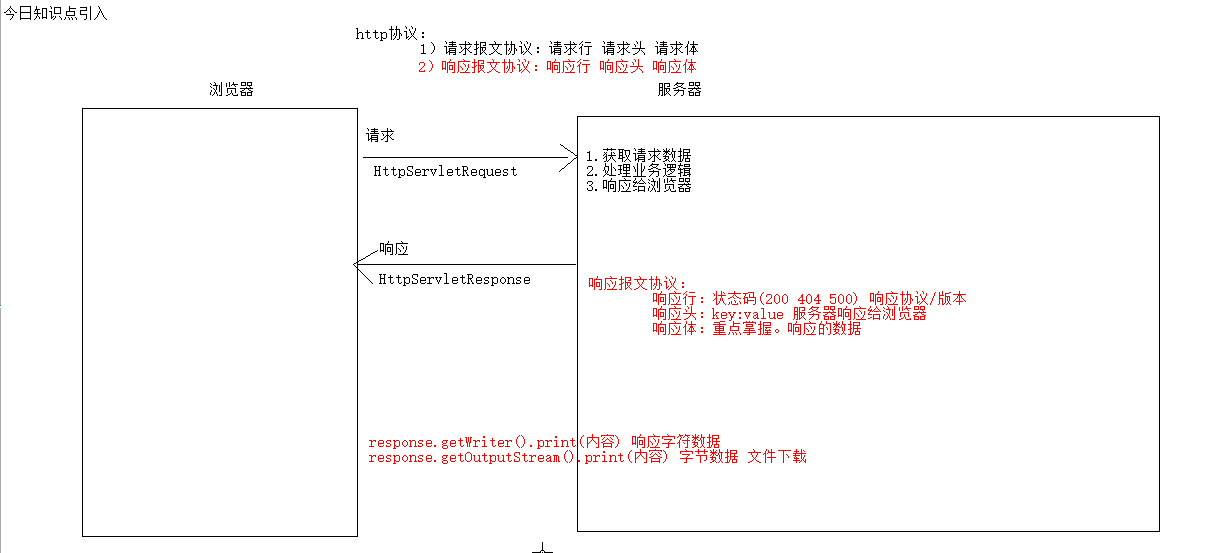 今日知识点引入
http协议：
1）请求报文协议：请求行 请求头 请求体
2）响应报文协议：响应行 响应头 响应体
浏览器
服务器
请求
HttpServletRequest
1.获取请求数据
2.处理业务逻辑
3.响应给浏览器
响应
HttpServletResponse
响应报文协议：
响应行：状态码(200 404 500) 响应协议/版本
响应头：key:value 服务器响应给浏览器
响应体：重点掌握。响应的数据
response.getWriter().print(内容) 响应字符数据
response.getOutputStream().print(内容) 字节数据 文件下载